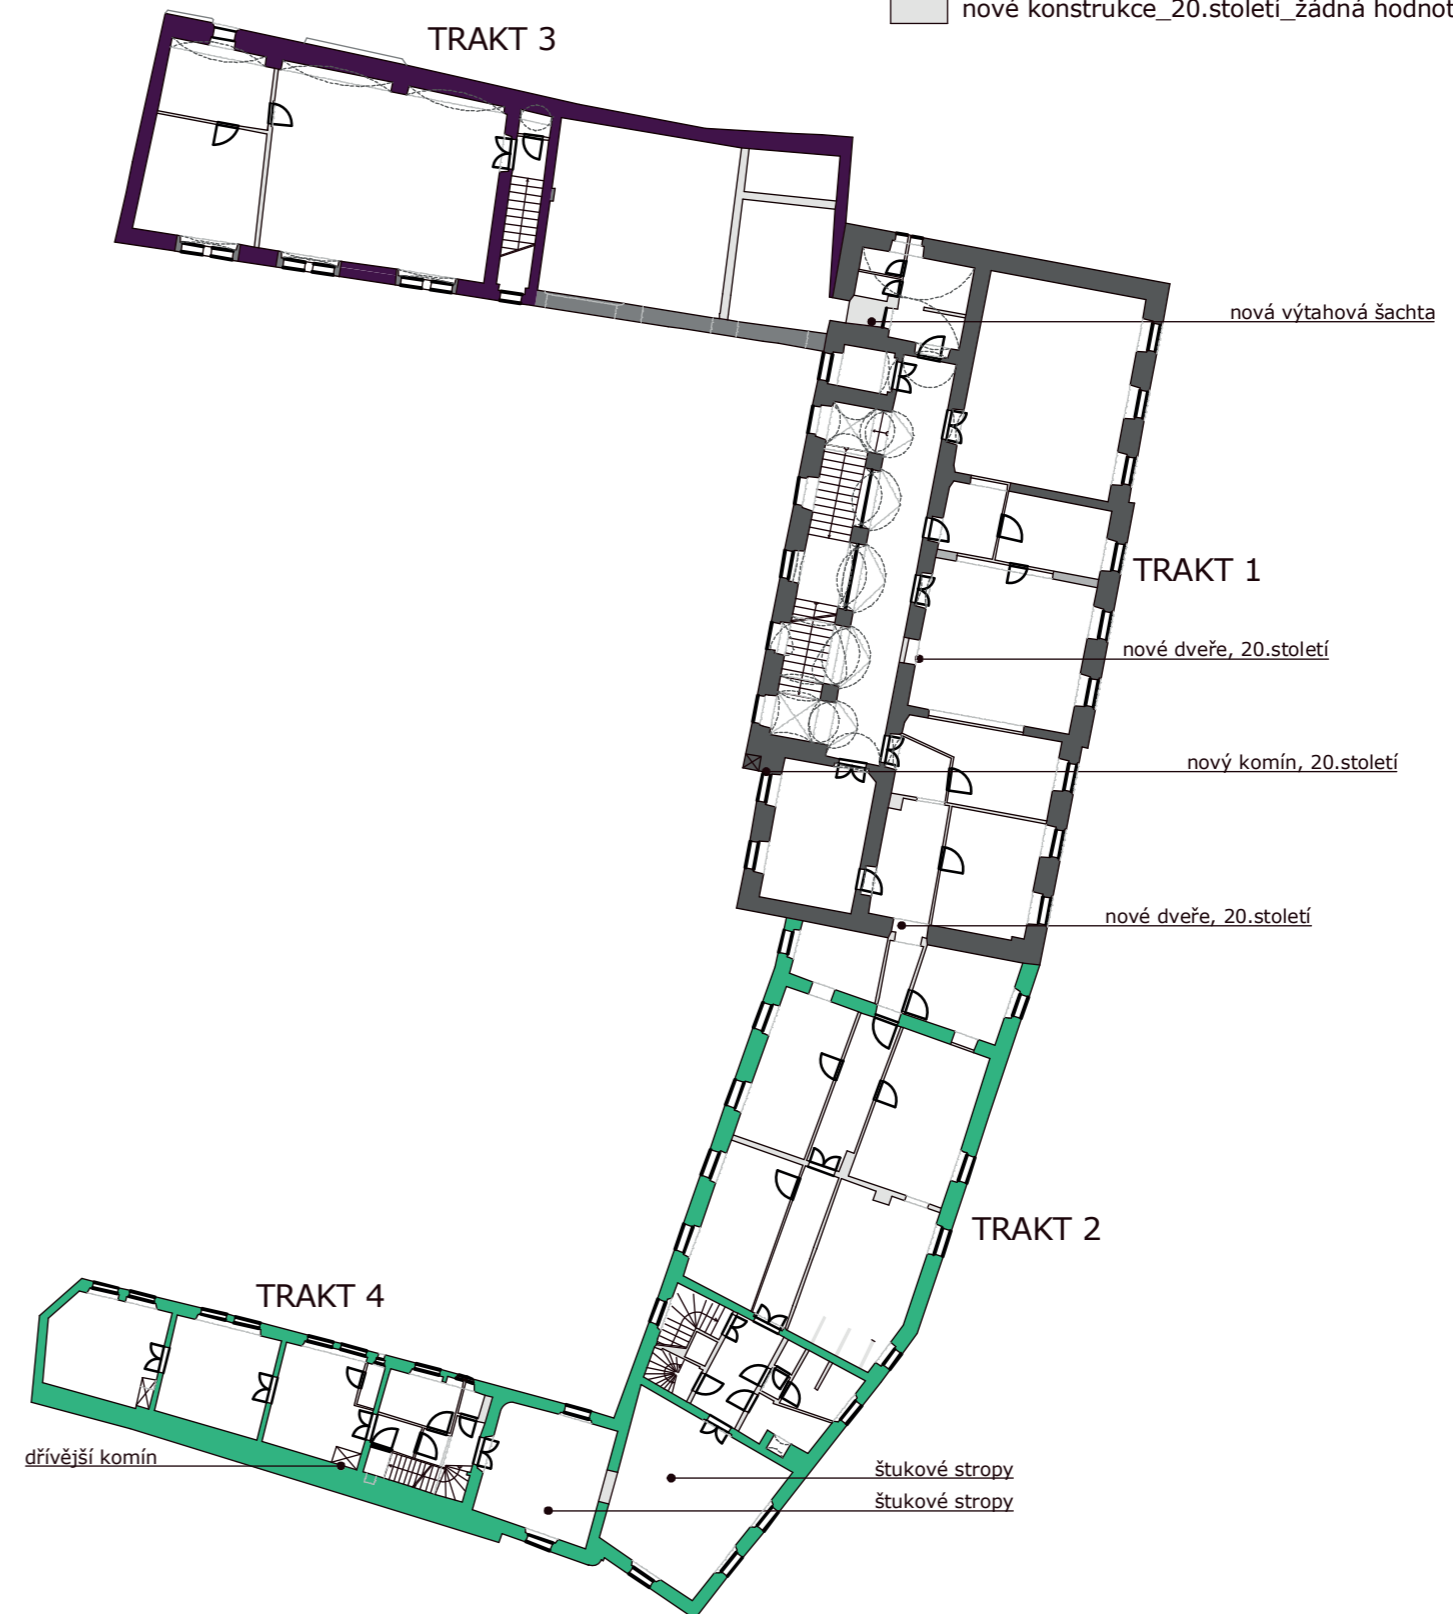 nové konstrukce_20.století_žádná
TRAKT 3
nová výtahová šachta
TRAKT 1
nové dveře, 20.století
nový komín, 20.století
nové dveře, 20.století
TRAKT 2
TRAKT 4
dřívější komín
štukové stropy
štukové stropy